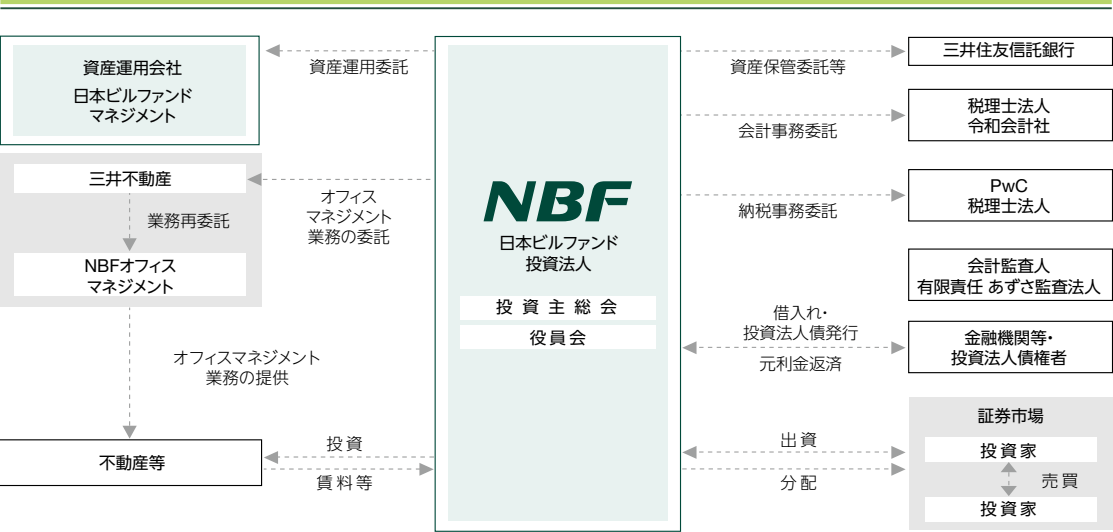 資産運用会社
日本ビルファンド
マネジメント
資産運用委託
三井不動産
業務再委託
NBFオフィス
マネジメント
オフィス
マネジメント
業務の委託
オフィスマネジメント
業務の提供
不動産等
投資
賃料等
NBF
日本ビルファンド
投資法人
投資主総会
役員会
資産保管委託等
三井住友信託銀行
会計事務委託
税理士法人
令和会計社
納税事務委託
PwC
税理士法人
会計監査人
有限責任 あずさ監査法人
借入れ・
投資法人債発行
元利金返済
金融機関等・
投資法人債権者
出資
分配
証券市場
投資家
売買
投資家